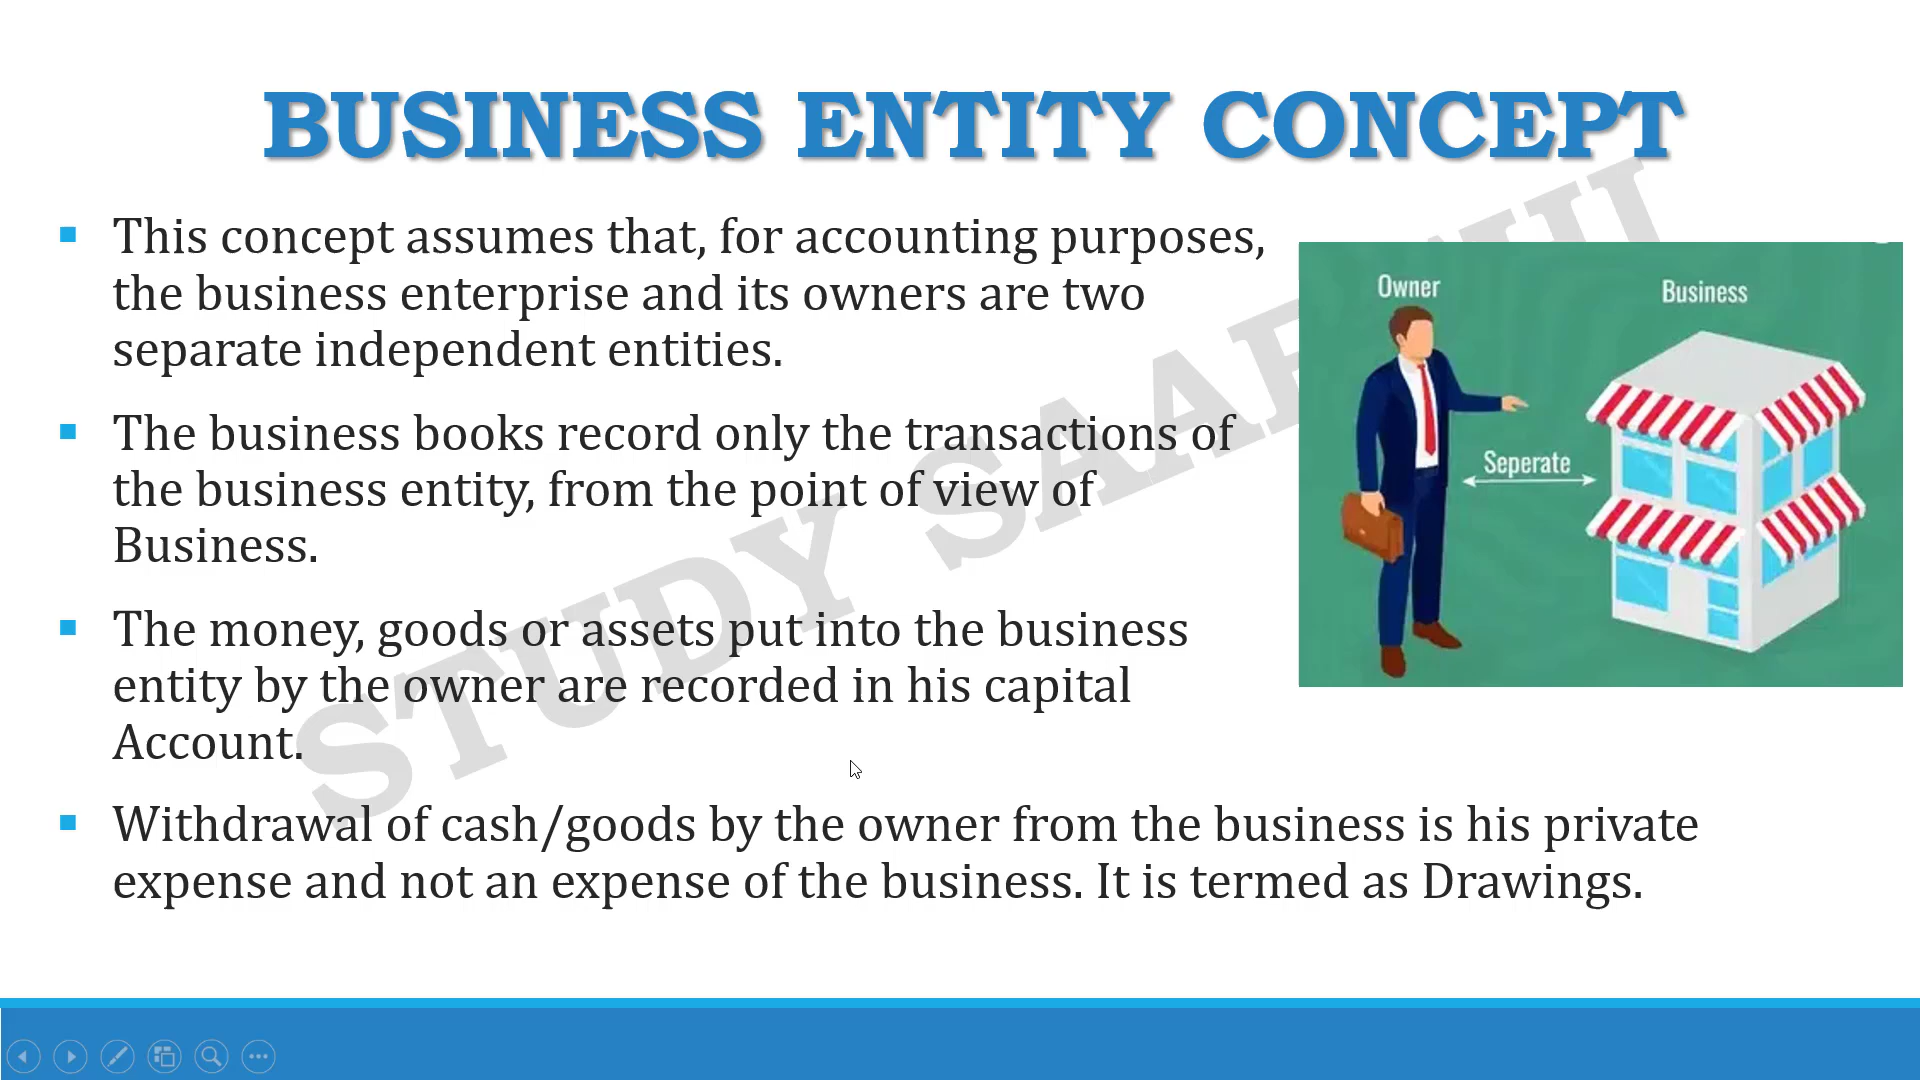 BUSINESS ENTITY CONCEPT
This concept assumes that, for accounting purposes,
the business enterprise and its owners are two
separate independent entities.
The business books record only the transactions of
the business entity, from the point of view of
Business.
The money, goods or assets put into the business
entity by the owner are recorded in his capital
Account.
Withdrawal of cash/goods by the owner from the business is his private
expense and not an expense of the business. It is termed as Drawings.
Owner
Business
Seperate
STUDY